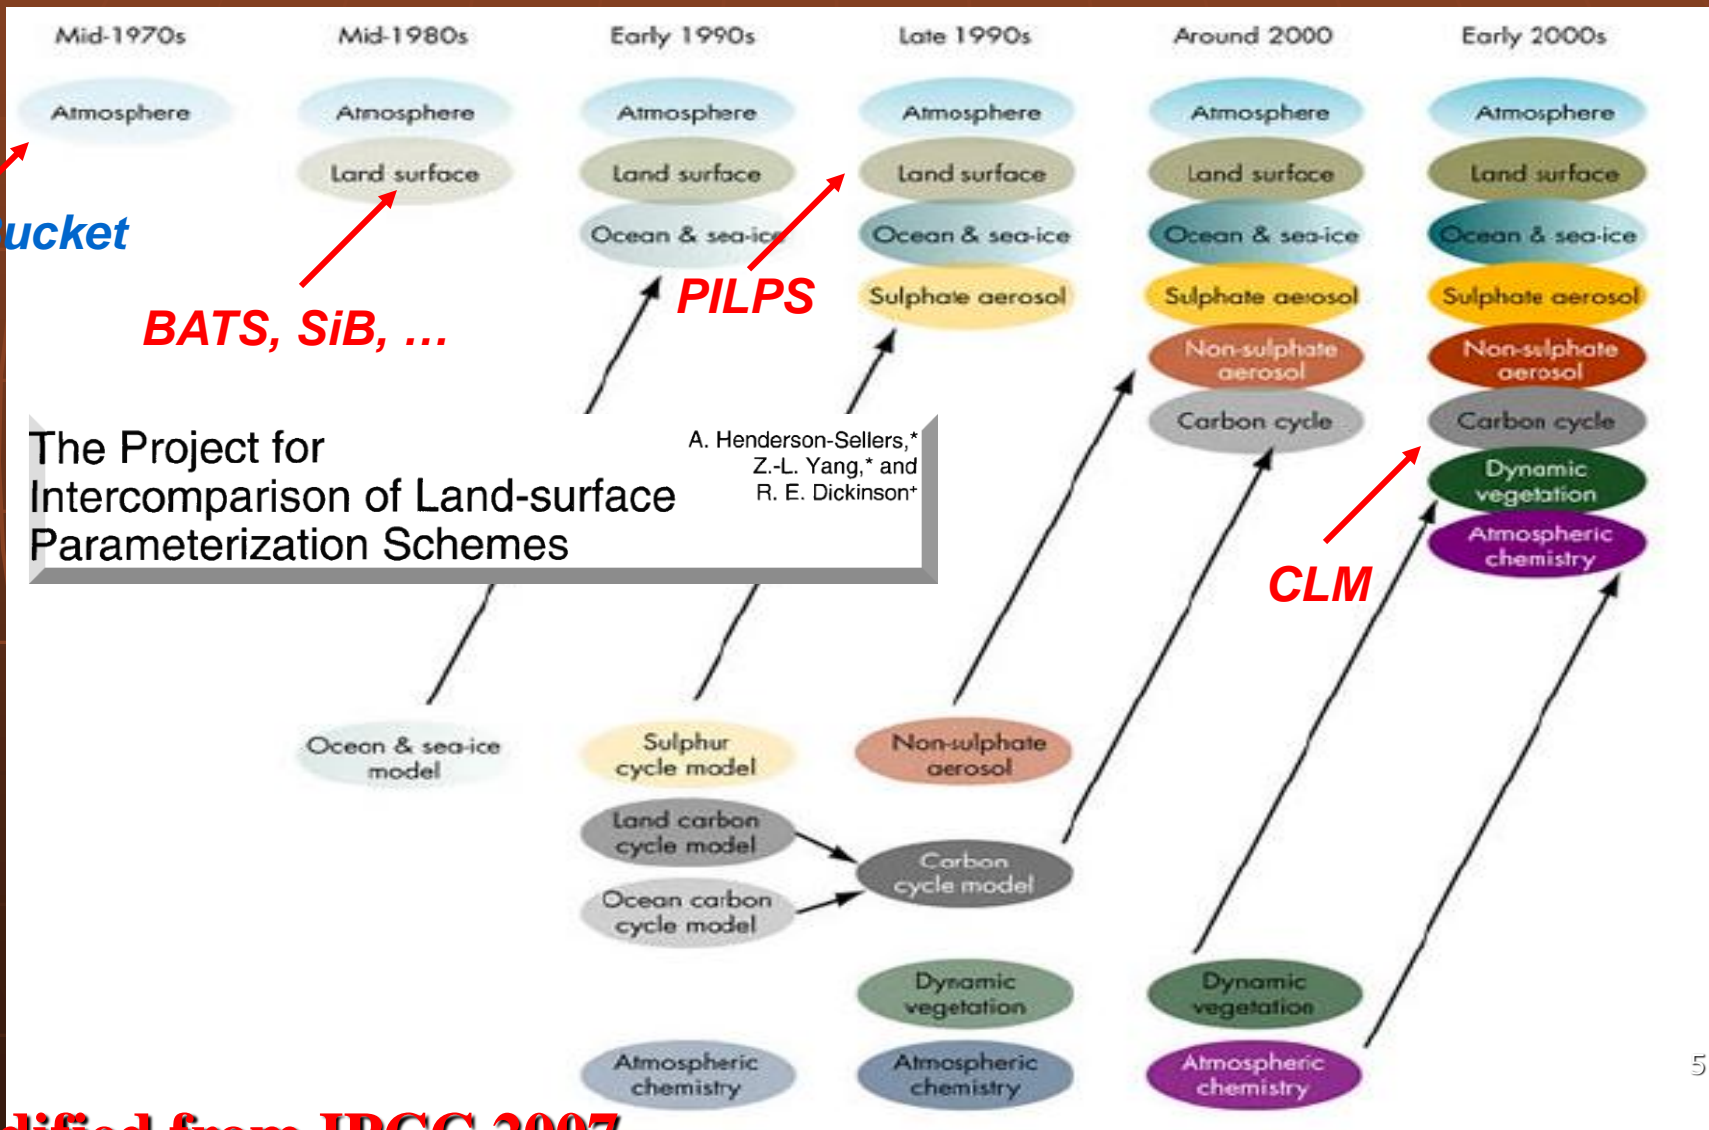 Mid-1970s
Mid-1980s
Early 1990s
Late 1990s
Around 2000
Early 2000s
Atmosphere
Atmosphere
Atmosphere
Atmosphere
Atmosphere
Atmosphere
Land surface
Land surface
Land surface
Land surface
Land surface
ucket
Ocean & sea-ice
Ocean & sea-ice
Ocean & sea-ice
Ocean & sea-ice
BATS, SiB, …
PILPS
Sulphate aerosol
Sulphate aerosol
Sulphate aerosol
Non-sulphate
aerosol
Non-sulphate
aerosol
Carbon cycle
Carbon cycle
Dynamic
vegetation
Atmospheric
chemistry
CLM
The Project for
Intercomparison of Land-surface
Parameterization Schemes
A. Henderson-Sellers,*
Z.-L. Yang,* and
R. E. Dickinson+
Ocean & sea-ice
model
Sulphur
cycle model
Non-sulphate
aerosol
Land carbon
cycle model
Carbon
cycle model
Ocean carbon
cycle model
Dynamic
vegetation
Dynamic
vegetation
Atmospheric
chemistry
Atmospheric
chemistry
Atmospheric
chemistry
5
dified from IPCC 2007